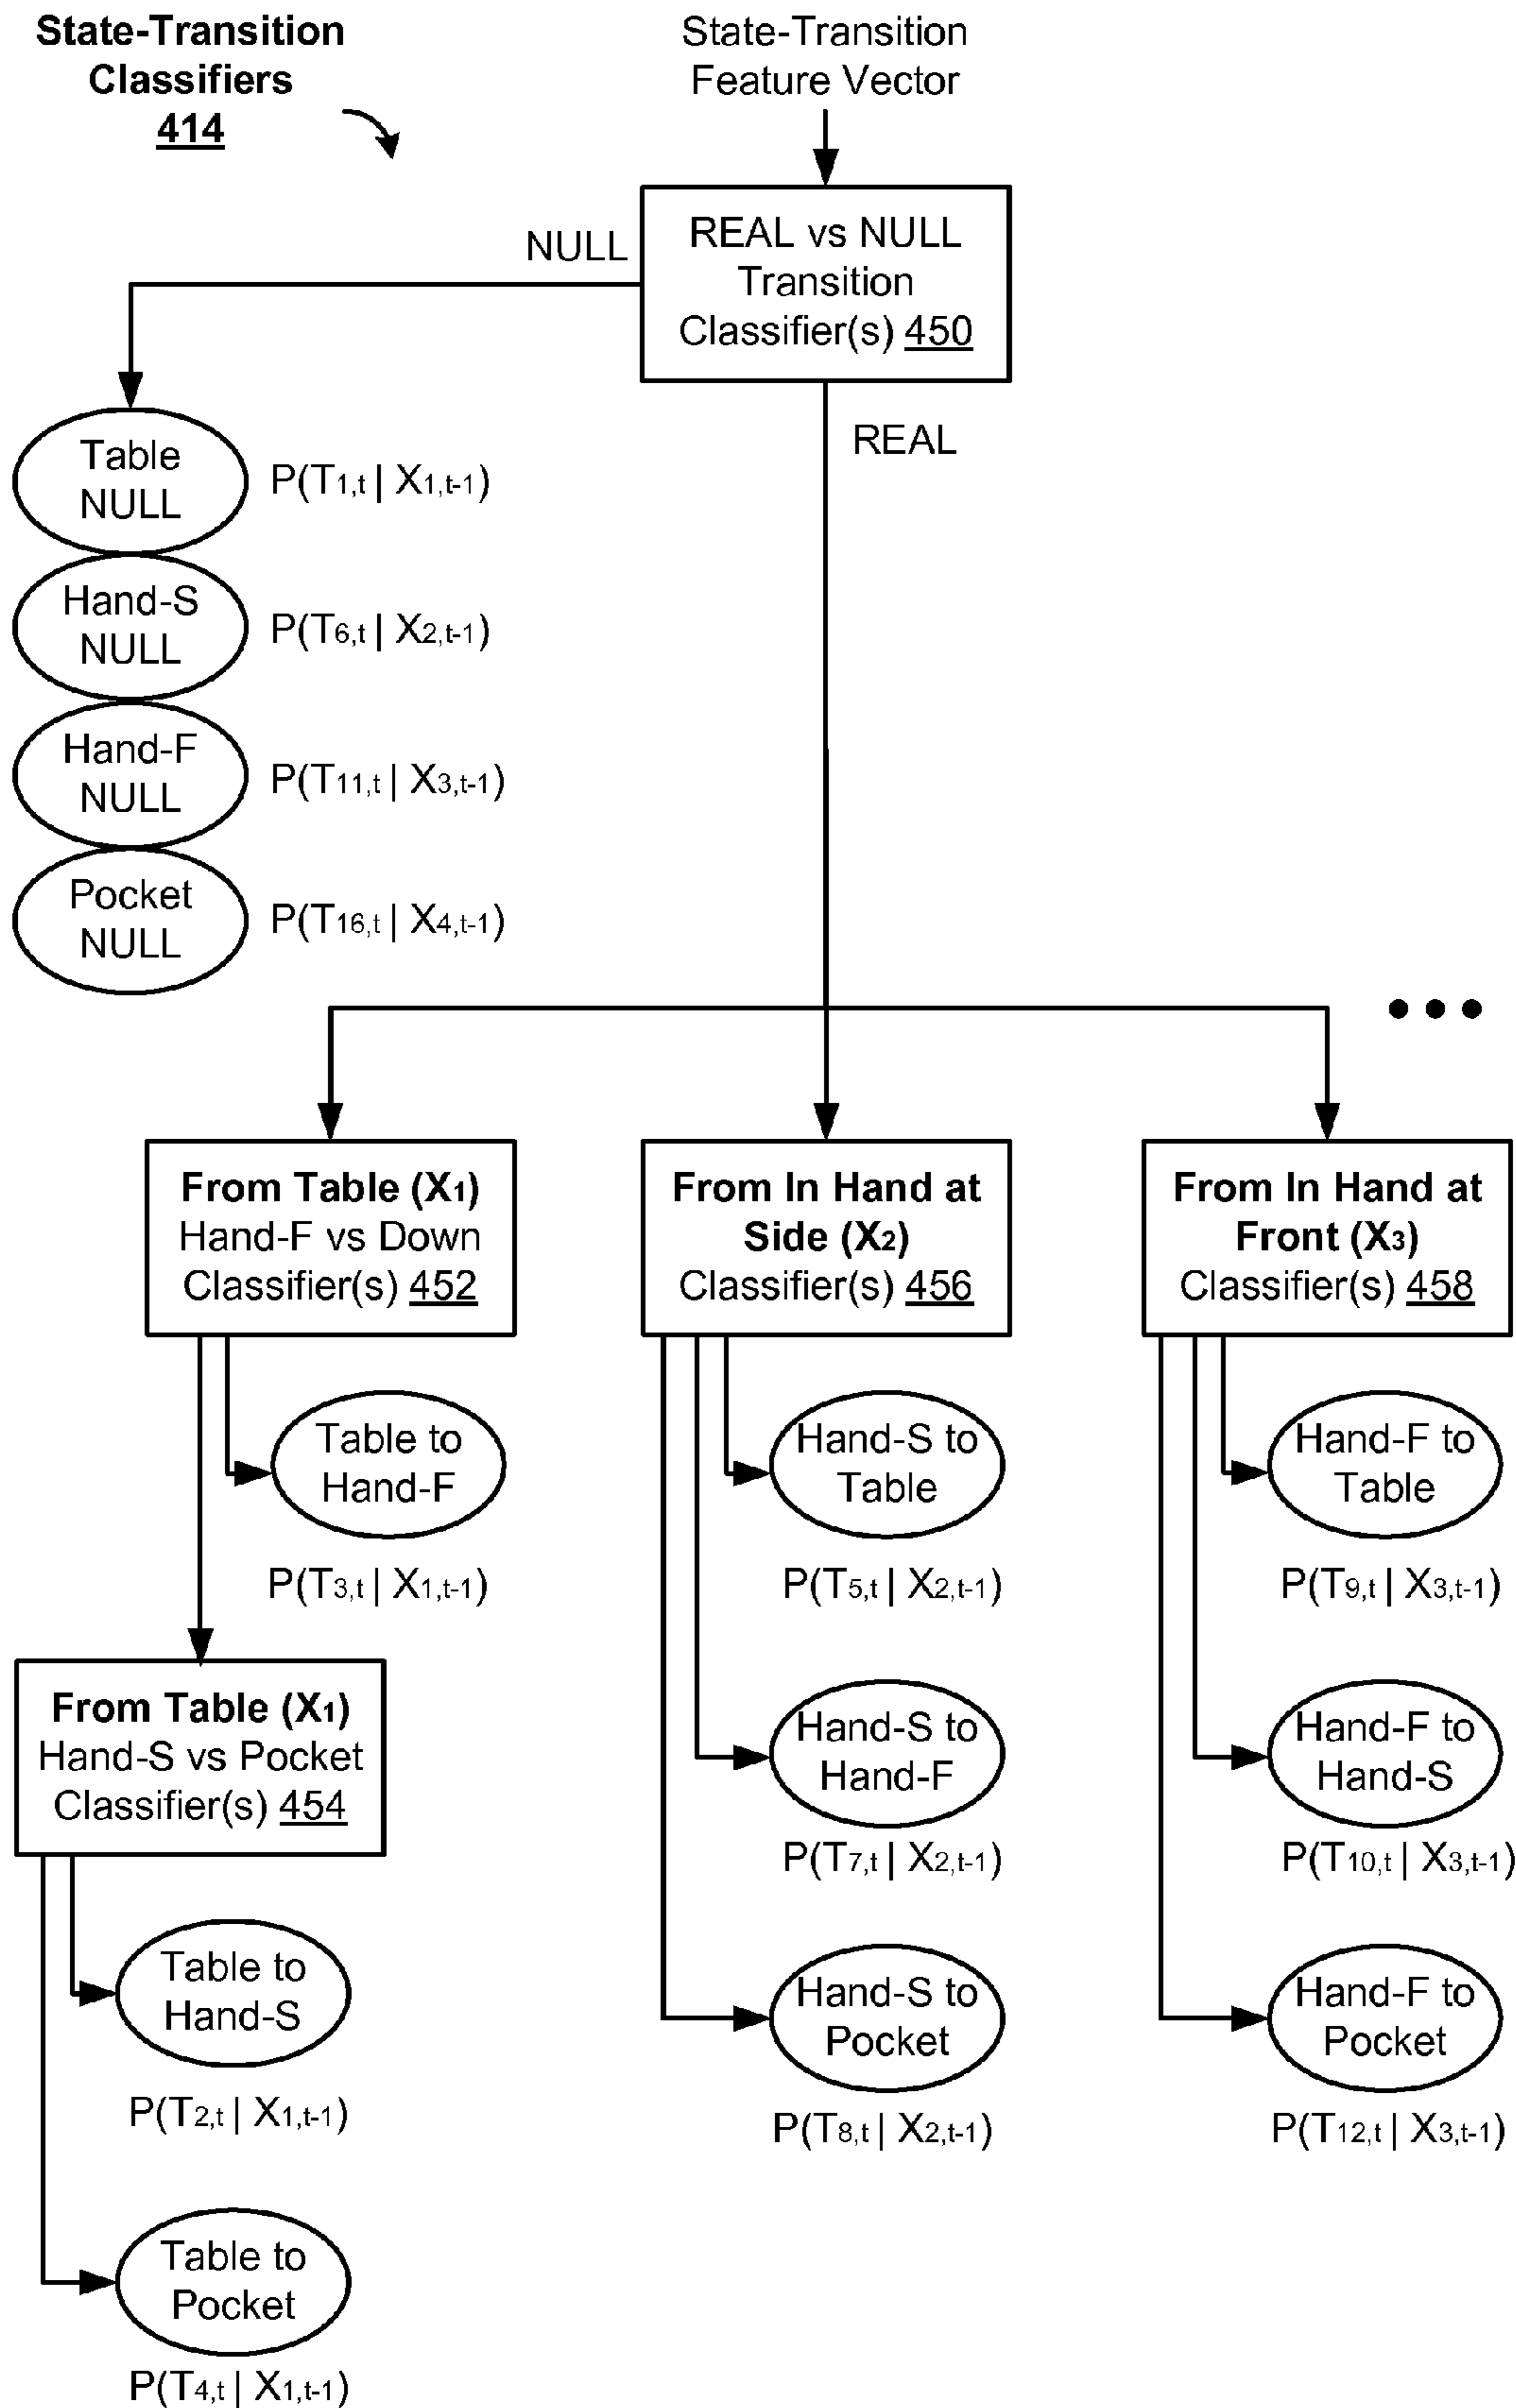 State-Transition
Classifiers
414
State-Transition
Feature Vector
REAL vs NULL
Transition
Classifier(s) 450
NULL
REAL
Table
NULL
P(T1,t | X1,t-1)
Hand-S
NULL
P(T6,t | X2,t-1)
Hand-F
NULL
P(T11,t | X3,t-1)
Pocket
NULL
P(T16,t | X4,t-1)
From Table (X1)
Hand-F vs Down
Classifier(s) 452
Table to
Hand-F
P(T3,t | X1,t-1)
From Table (X1)
Hand-S vs Pocket
Classifier(s) 454
Table to
Hand-S
P(T2,t | X1,t-1)
Table to
Pocket
P(T4,t | X1,t-1)
From In Hand at
Side (X2)
Classifier(s) 456
Hand-S to
Table
P(T5,t | X2,t-1)
Hand-S to
Hand-F
P(T7,t | X2,t-1)
Hand-S to
Pocket
P(T8,t | X2,t-1)
From In Hand at
Front (X3)
Classifier(s) 458
Hand-F to
Table
P(T9,t | X3,t-1)
Hand-F to
Hand-S
P(T10,t | X3,t-1)
Hand-F to
Pocket
P(T12,t | X3,t-1)